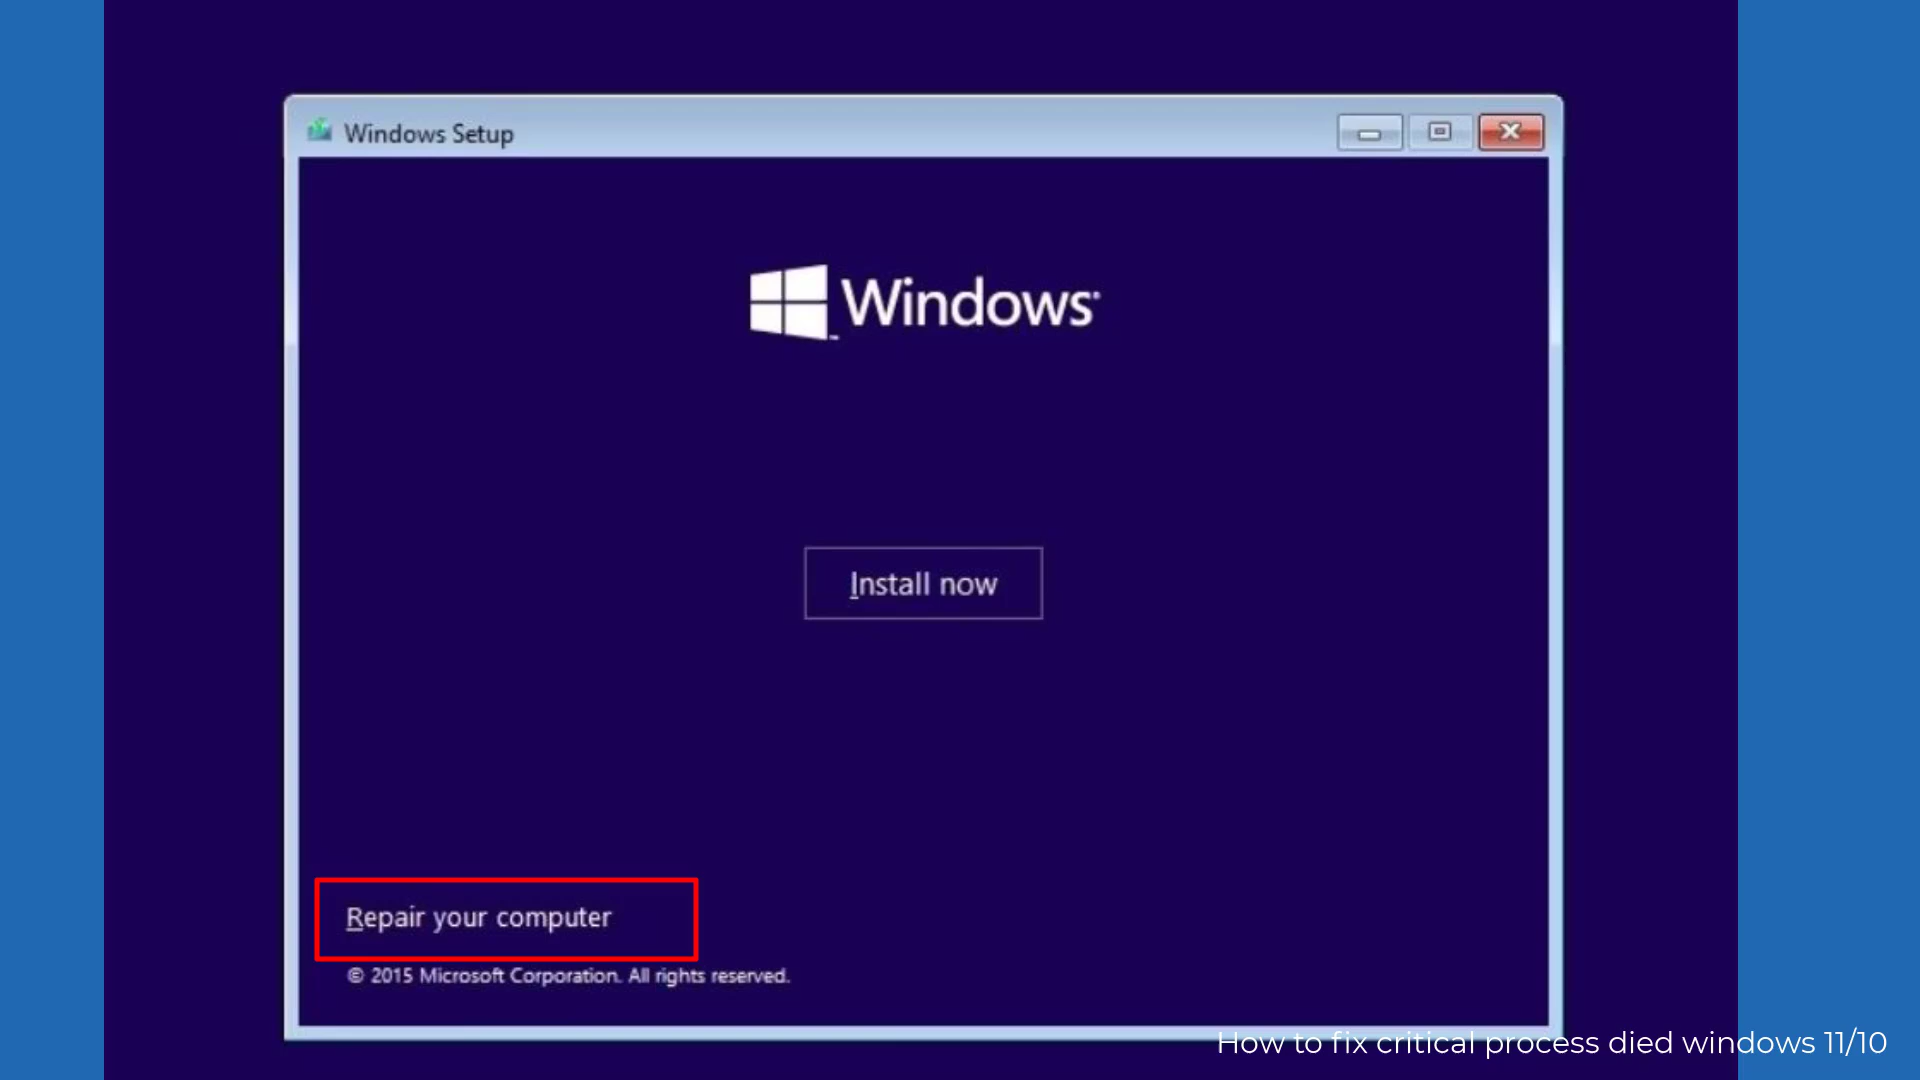 Windows Setup
Windows
Install now
Repair your computer
© 2015 Microsoft Corporation. All rights reserved.
How to fix critical process died windows 11/10